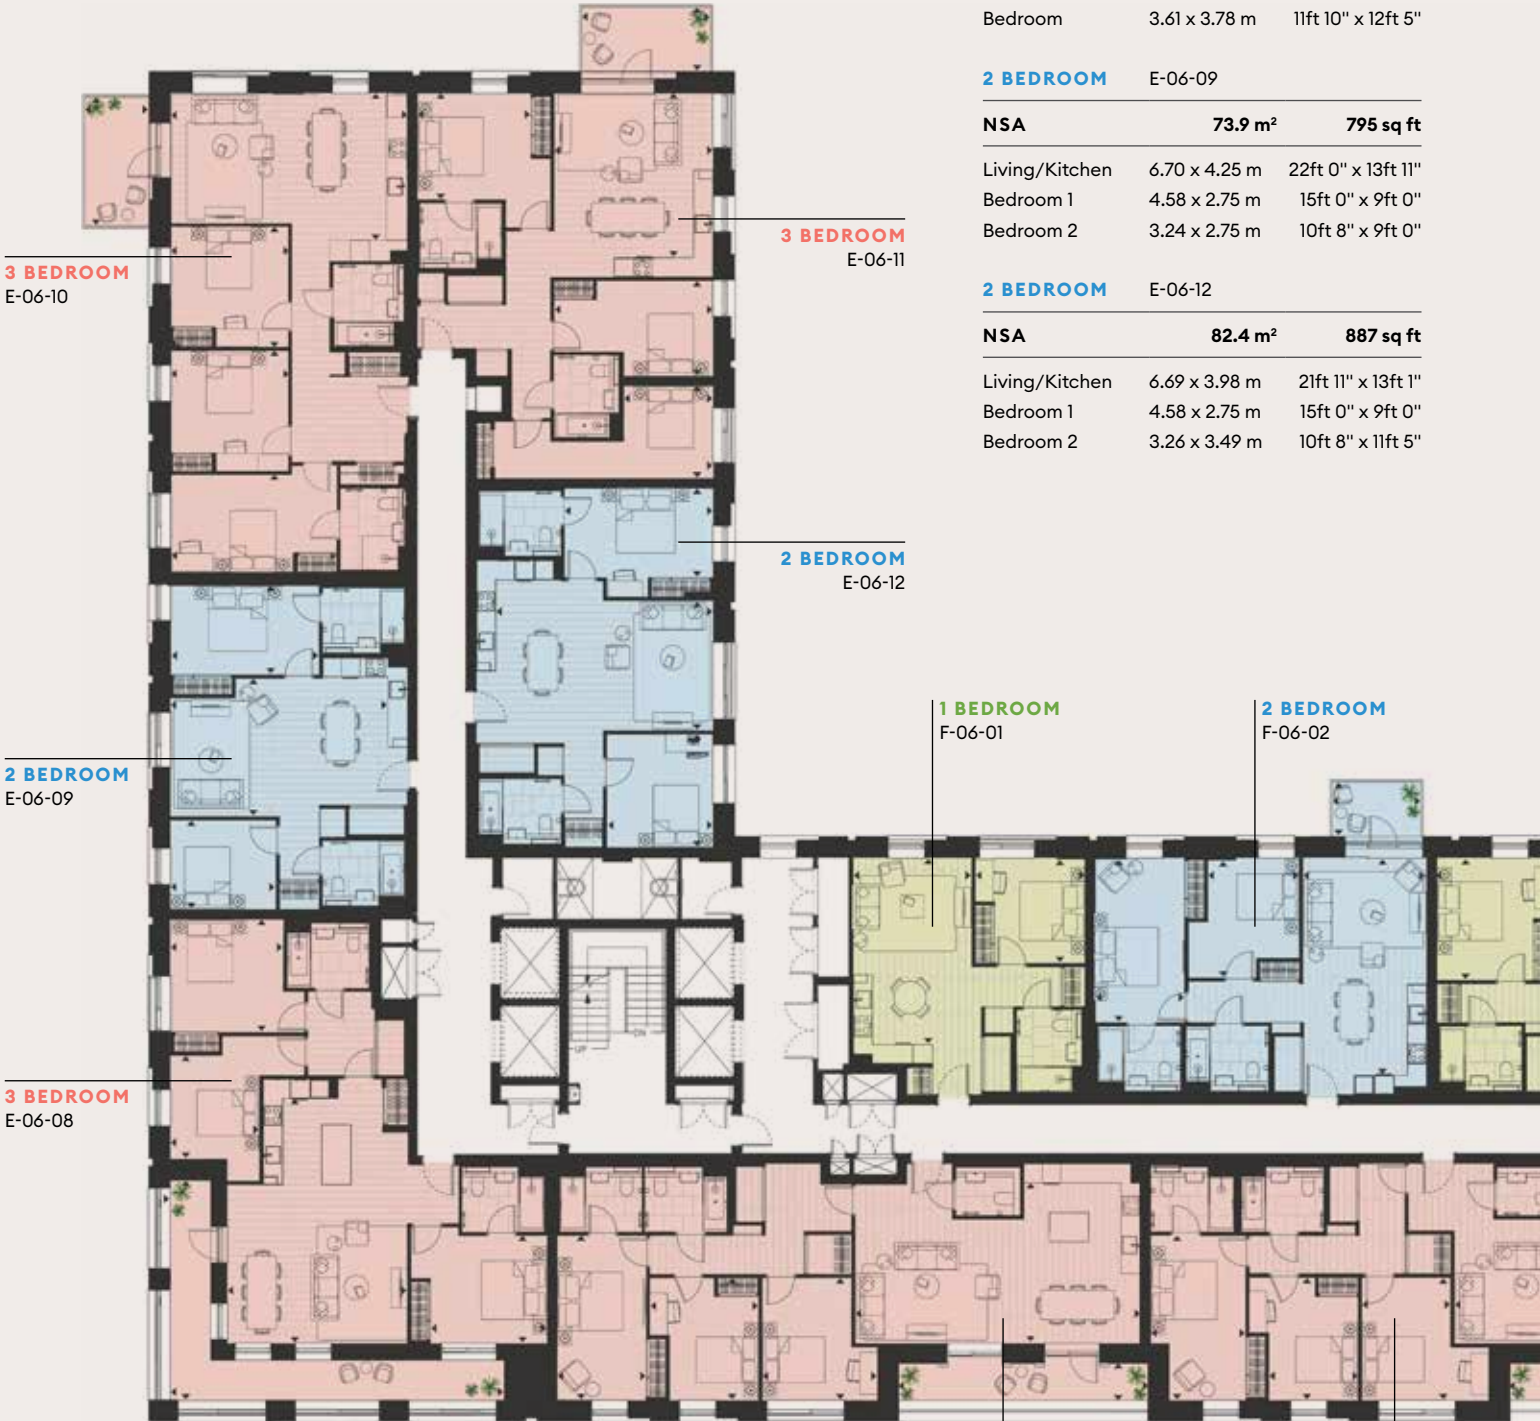 Bedroom 3.61 x 3.78 m 11ft 10" x 12ft 5"
2 BEDROOM E-06-09
NSA 73.9 m² 795 sq ft
Living/Kitchen 6.70 x 4.25 m 22ft 0" x 13ft 11"
Bedroom 1 4.58 x 2.75 m 15ft 0" x 9ft 0"
Bedroom 2 3.24 x 2.75 m 10ft 8" x 9ft 0"
2 BEDROOM E-06-12
NSA 82.4 m² 887 sq ft
Living/Kitchen 6.69 x 3.98 m 21ft 11" x 13ft 1"
Bedroom 1 4.58 x 2.75 m 15ft 0" x 9ft 0"
Bedroom 2 3.26 x 3.49 m 10ft 8" x 11ft 5"
3 BEDROOM
E-06-11
3 BEDROOM
E-06-10
2 BEDROOM
E-06-12
1 BEDROOM
F-06-01
2 BEDROOM
F-06-02
2 BEDROOM
E-06-09
3 BEDROOM
E-06-08